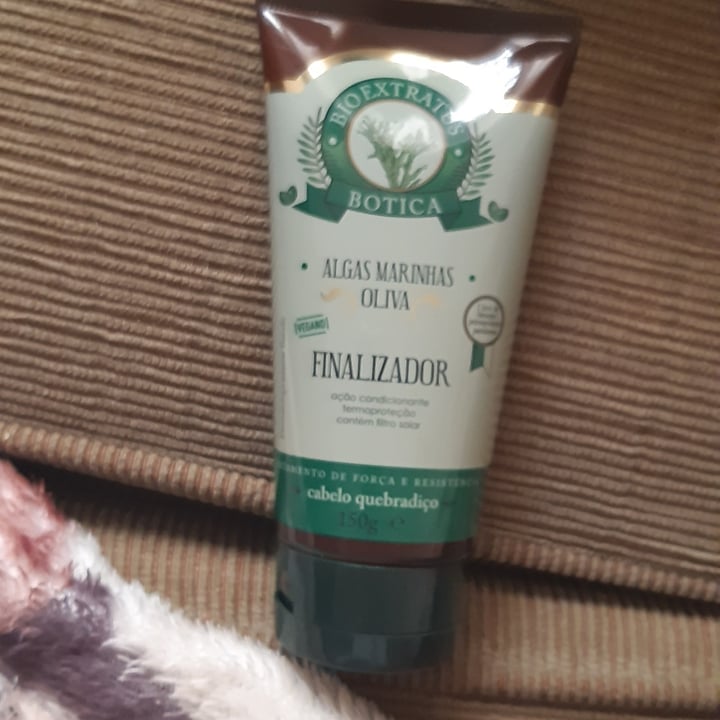 BIOEXTRATUS
BOTICA
ALGAS MARINHAS
OLIVA
VEGANO
FINALIZADOR
ação condicionante
termoproteção
contém filtro solar
DE FORÇA E RESISTÊNCIA
cabelo quebradiço
150g e